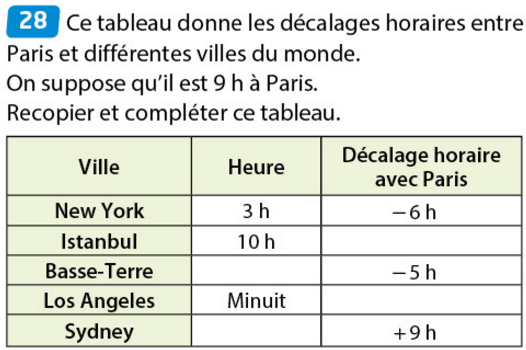 28 Ce tableau donne les décalages horaires entre
Paris et différentes villes du monde.
On suppose qu'il est 9 h à Paris.
Recopier et compléter ce tableau.
Ville Heure Décalage horaire avec Paris
New York 3 h −6 h
Istanbul 10 h
Basse-Terre −5 h
Los Angeles Minuit
Sydney +9 h